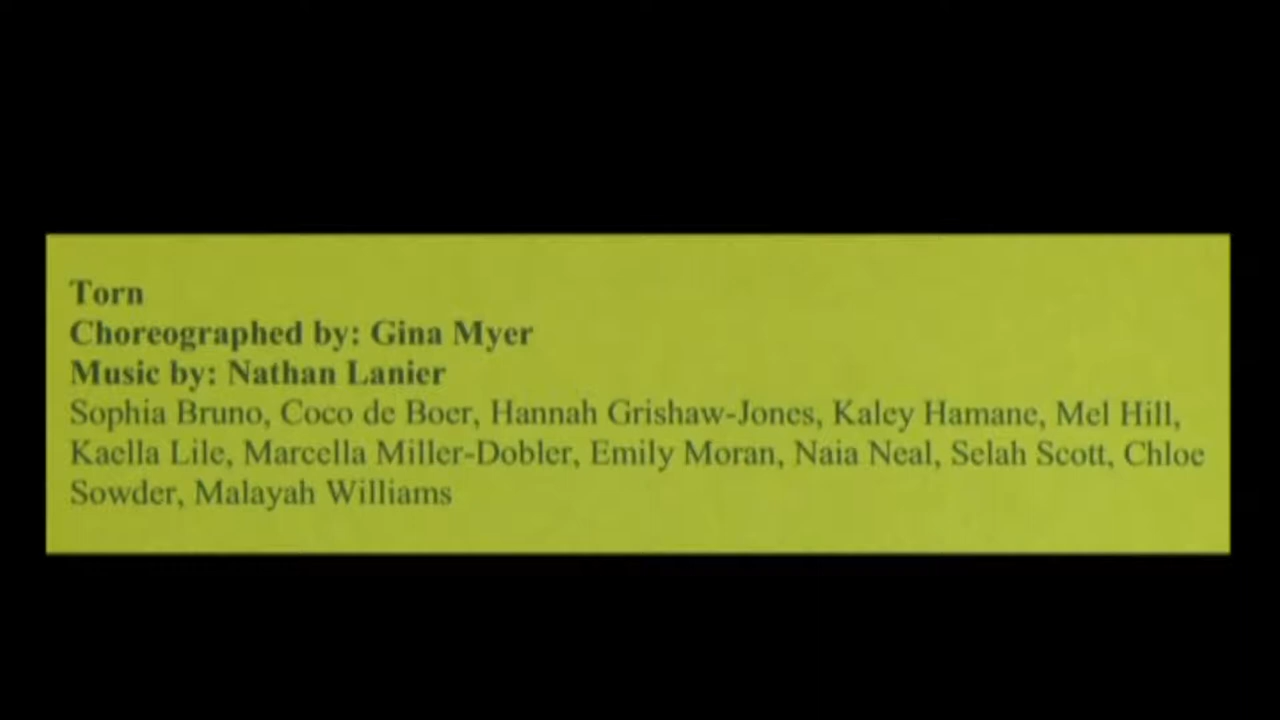 Torn
Choreographed by: Gina Myer
Music by: Nathan Lanier
Sophia Bruno, Coco de Boer, Hannah Grishaw-Jones, Kaley Hamane, Mel Hill,
Kaella Lile, Marcella Miller-Dobler, Emily Moran, Naia Neal, Selah Scott, Chloe
Sowder, Malayah Williams